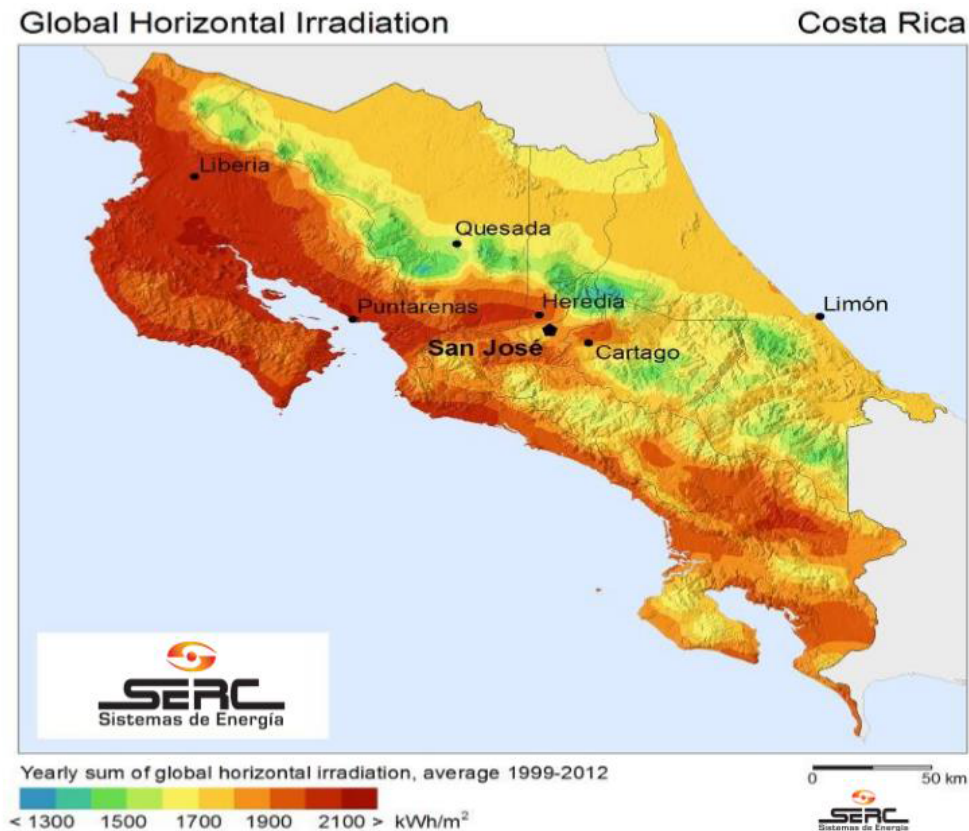 Global Horizontal Irradiation Costa Rica
Liberia
Quesada
Puntarenas
Heredia
Limón
San José
Cartago
SERC
Sistemas de Energía
Yearly sum of global horizontal irradiation, average 1999-2012
0 50 km
< 1300 1500 1700 1900 2100 > kWh/m²
SERC
Sistemas de Energía